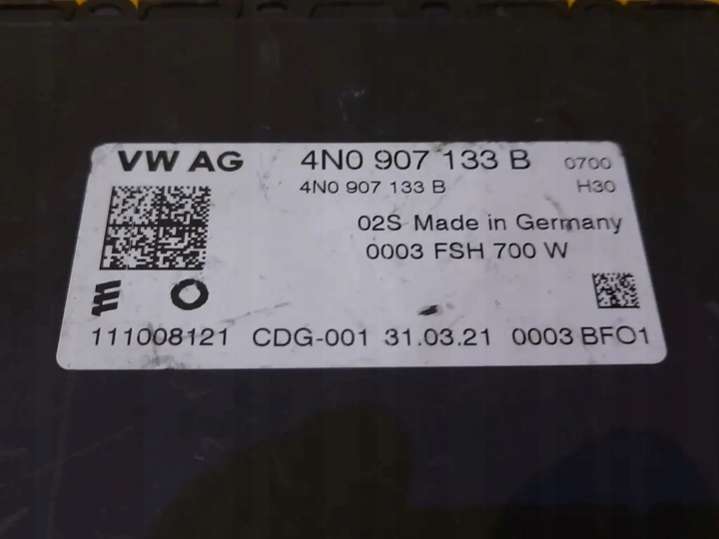 VW AG 4N0 907 133 B 0700
4N0 907 133 B H30
02S Made in Germany
0003 FSH 700 W
111008121 CDG-001 31.03.21 0003 BFO1